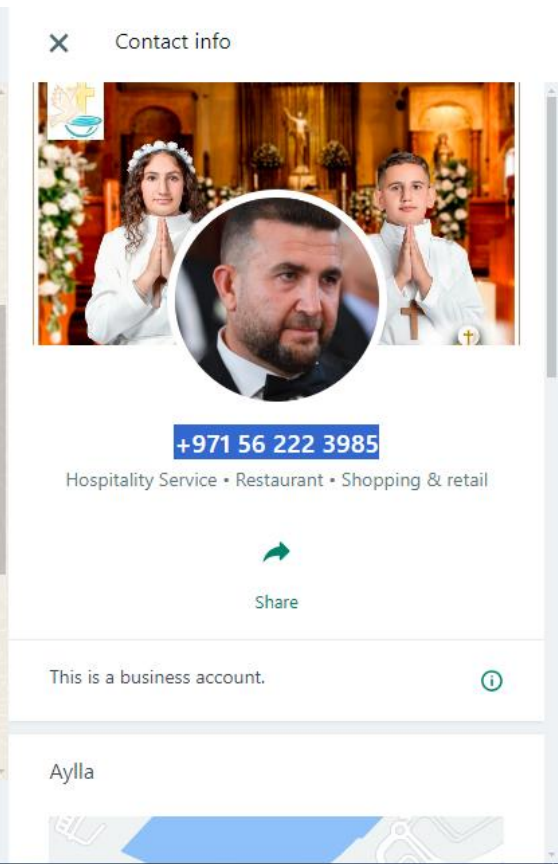 Contact info
+971 56 222 3985
Hospitality Service • Restaurant • Shopping & retail
Share
This is a business account.
Aylla